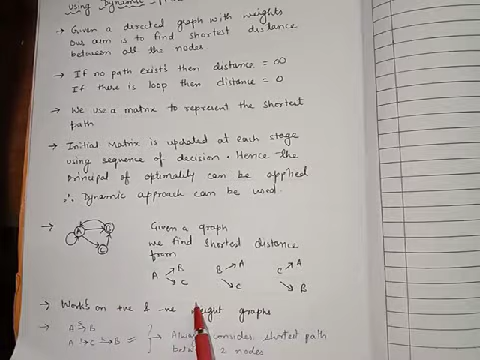 using Dynamic
→ Given a directed graph with weights
Our aim is to find shortest distance
between all the nodes
→ If no path exists then distance = ∞
If there is loop then distance = 0
→ We use a matrix to represent the shortest
path
→ Initial Matrix is updated at each stage
using sequence of decision. Hence the
Principal of optimality can be applied
∴ Dynamic approach can be used.
→ A B C Given a graph
we find shortest distance
from
A → B B → A C → A
A → C B → C C → B
→ Works on +ve & -ve weight graphs
→ A → B
A → C → B → Always consider shortest path
between 2 nodes